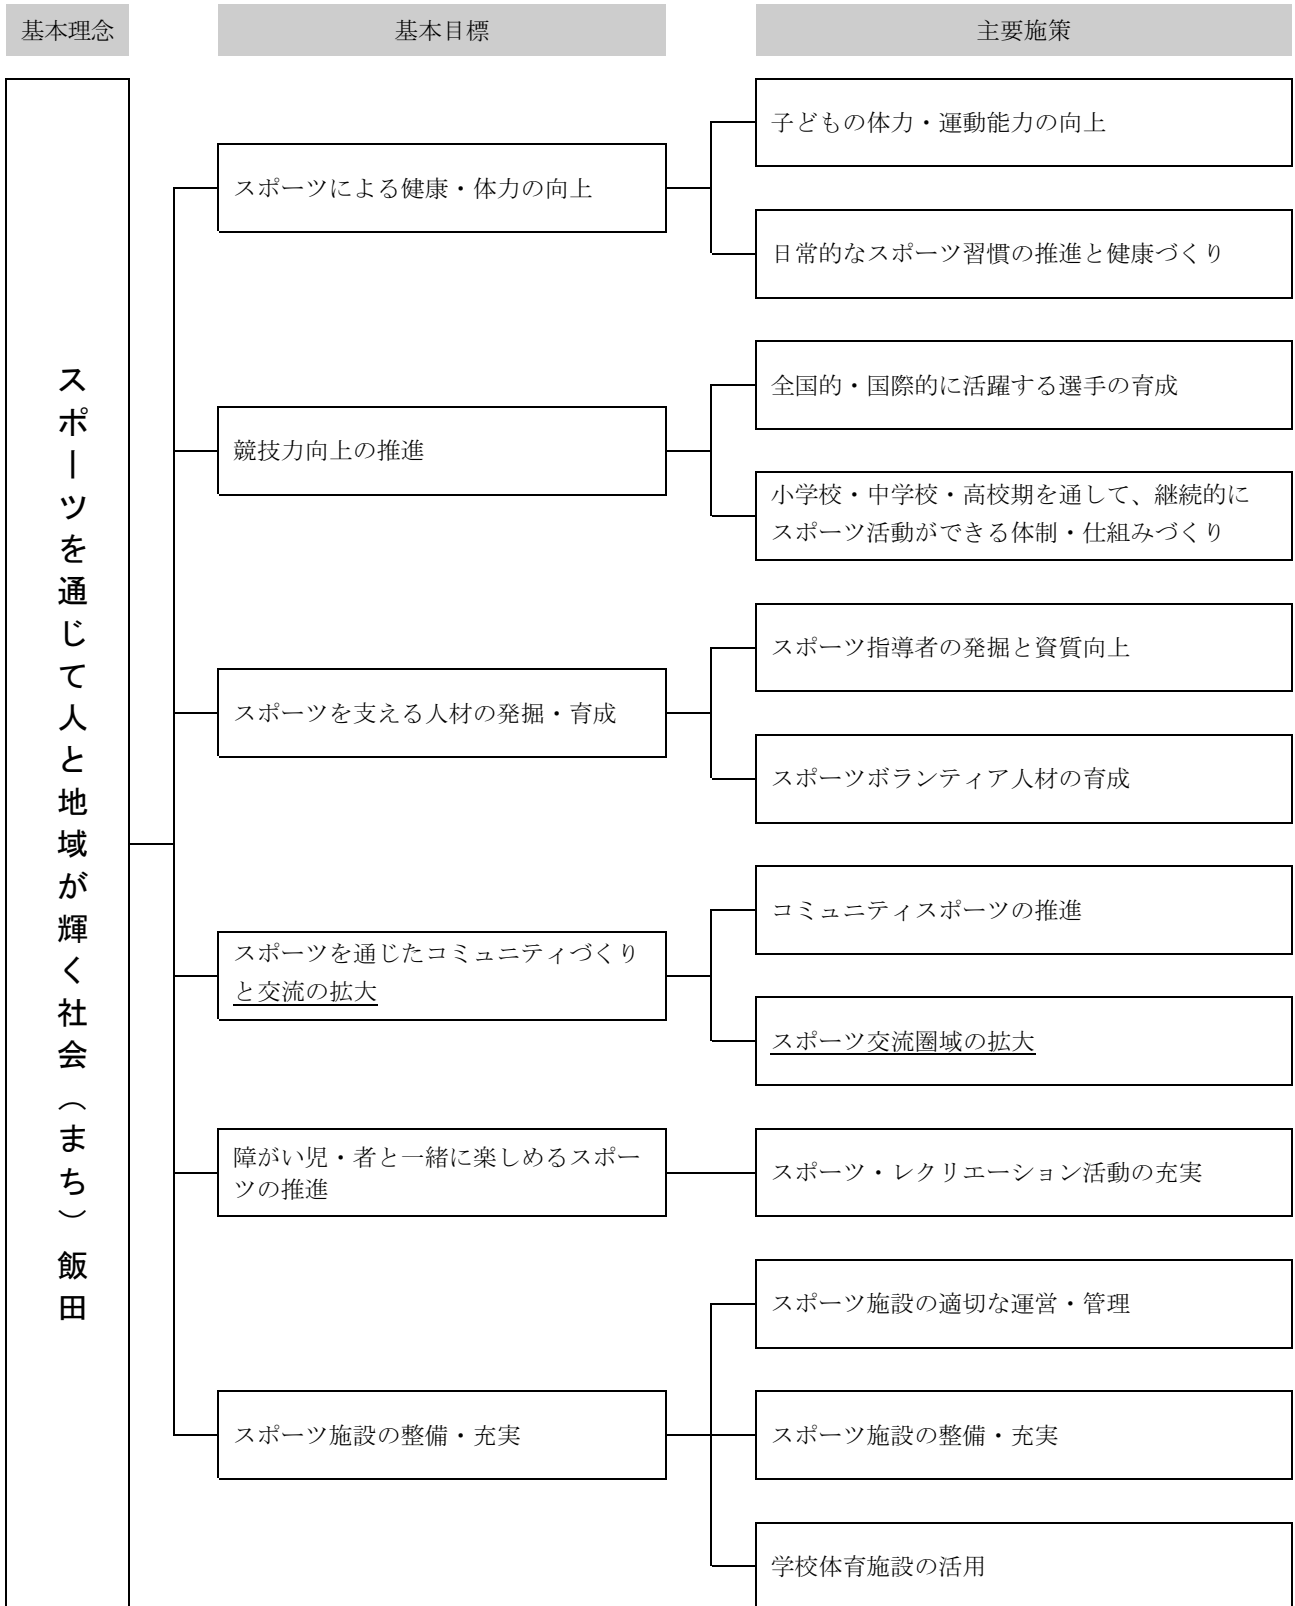 基本理念
基本目標
主要施策
スポーツを通じて人と地域が輝く社会（まち）飯田
スポーツによる健康・体力の向上
子どもの体力・運動能力の向上
日常的なスポーツ習慣の推進と健康づくり
競技力向上の推進
全国的・国際的に活躍する選手の育成
小学校・中学校・高校期を通して、継続的に
スポーツ活動ができる体制・仕組みづくり
スポーツを支える人材の発掘・育成
スポーツ指導者の発掘と資質向上
スポーツボランティア人材の育成
スポーツを通じたコミュニティづくり
と交流の拡大
コミュニティスポーツの推進
スポーツ交流圏域の拡大
障がい児・者と一緒に楽しめるスポー
ツの推進
スポーツ・レクリエーション活動の充実
スポーツ施設の整備・充実
スポーツ施設の適切な運営・管理
スポーツ施設の整備・充実
学校体育施設の活用